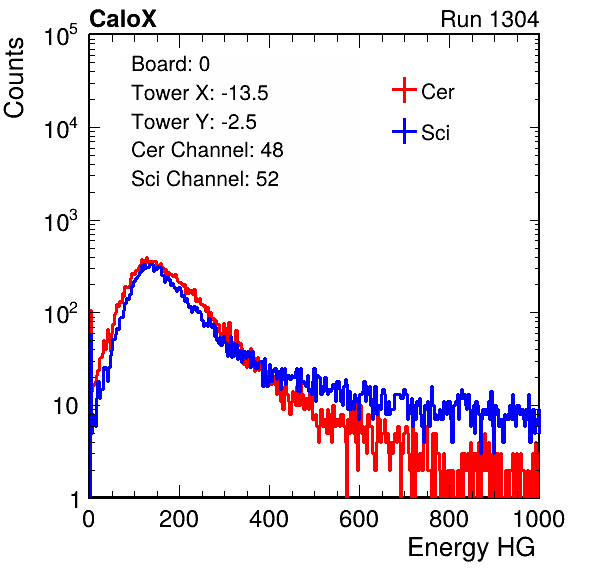 CaloX Run 1304
Counts
10^5
10^4
10^3
10^2
10
1
Board: 0
Tower X: -13.5
Tower Y: -2.5
Cer Channel: 48
Sci Channel: 52
Cer
Sci
0 200 400 600 800 1000
Energy HG